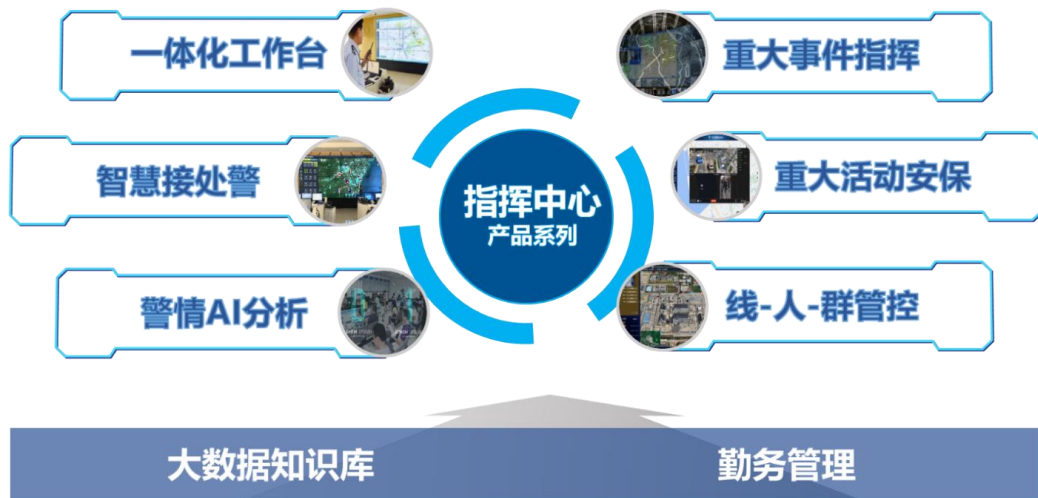 一体化工作台
重大事件指挥
智慧接处警
重大活动安保
指挥中心
产品系列
警情AI分析
线-人-群管控
大数据知识库
勤务管理